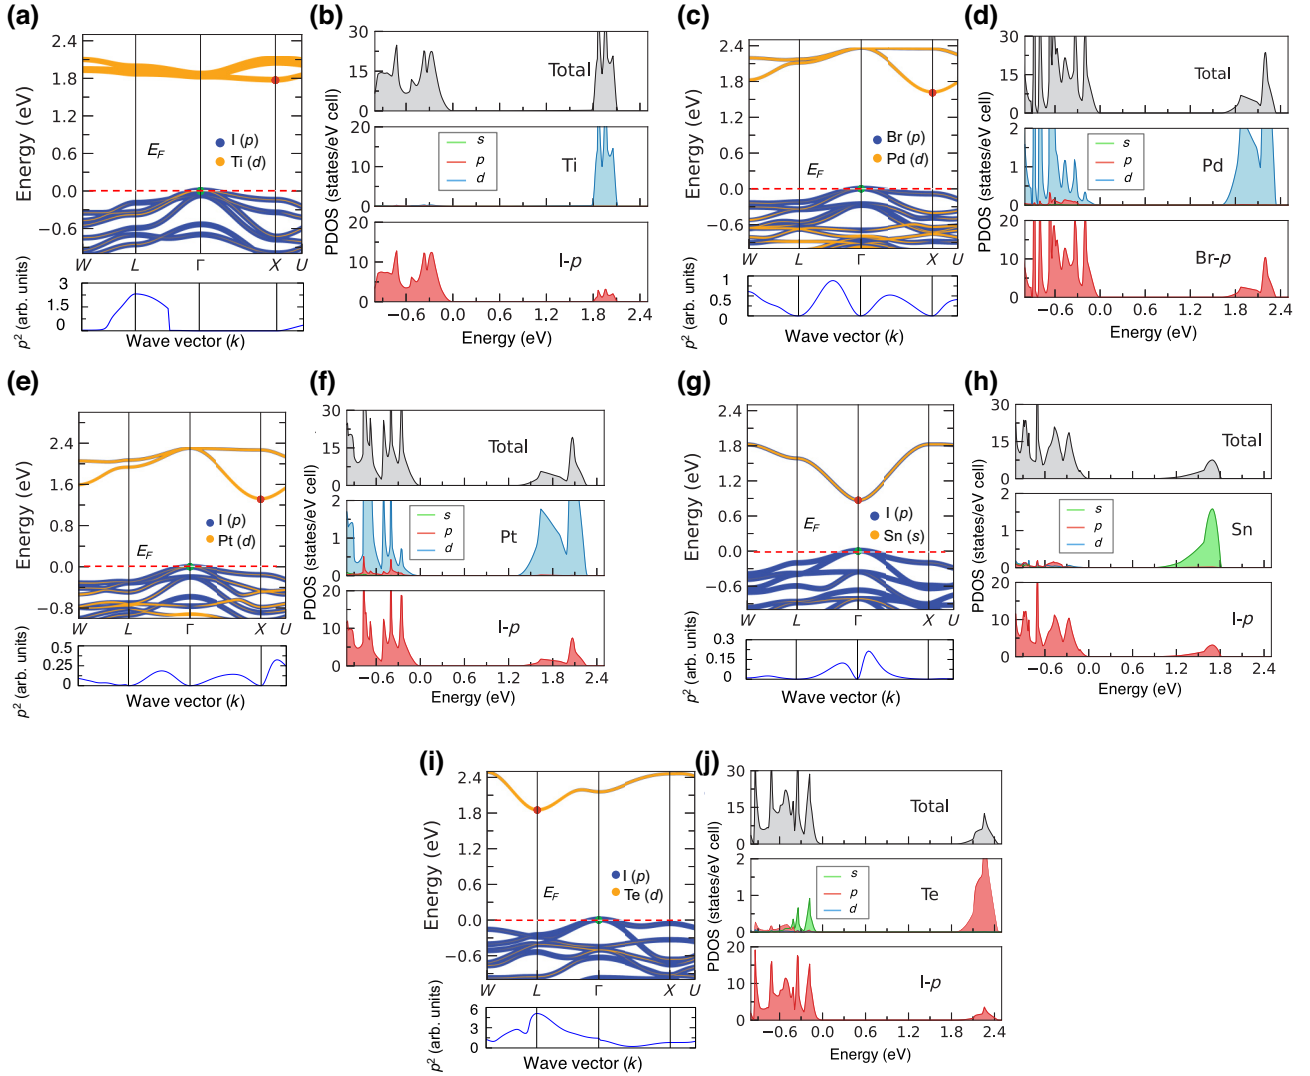 (a)
2.4
1.8
1.2
0.6
0.0
−0.6
Energy (eV)
E_F
I (p)
Ti (d)
W L Γ X U
3
1.5
0
p² (arb. units)
Wave vector (k)
(b)
30
15
0
Total
20
10
0
s
p
d
Ti
20
10
0
I-p
PDOS (states/eV cell)
−0.6 0.0 0.6 1.2 1.8 2.4
Energy (eV)
(c)
2.4
1.8
1.2
0.6
0.0
−0.6
Energy (eV)
E_F
Br (p)
Pd (d)
W L Γ X U
1
0.5
0
p² (arb. units)
Wave vector (k)
(d)
30
15
0
Total
2
1
0
s
p
d
Pd
20
10
0
Br-p
PDOS (states/eV cell)
−0.6 0.0 0.6 1.2 1.8 2.4
Energy (eV)
(e)
2.4
1.6
0.8
0.0
−0.8
Energy (eV)
E_F
I (p)
Pt (d)
W L Γ X U
0.5
0.25
0
p² (arb. units)
Wave vector (k)
(f)
30
15
0
Total
2
1
0
s
p
d
Pt
20
10
0
I-p
PDOS (states/eV cell)
−0.6 0.0 0.6 1.2 1.8 2.4
Energy (eV)
(g)
2.4
1.8
1.2
0.6
0.0
−0.6
Energy (eV)
E_F
I (p)
Sn (s)
W L Γ X U
0.3
0.15
0
p² (arb. units)
Wave vector (k)
(h)
30
15
0
Total
2
1
0
s
p
d
Sn
20
10
0
I-p
PDOS (states/eV cell)
−0.6 0.0 0.6 1.2 1.8 2.4
Energy (eV)
(i)
2.4
1.8
1.2
0.6
0.0
−0.6
Energy (eV)
E_F
I (p)
Te (d)
W L Γ X U
6
3
0
p² (arb. units)
Wave vector (k)
(j)
30
15
0
Total
2
1
0
s
p
d
Te
20
10
0
I-p
PDOS (states/eV cell)
−0.6 0.0 0.6 1.2 1.8 2.4
Energy (eV)